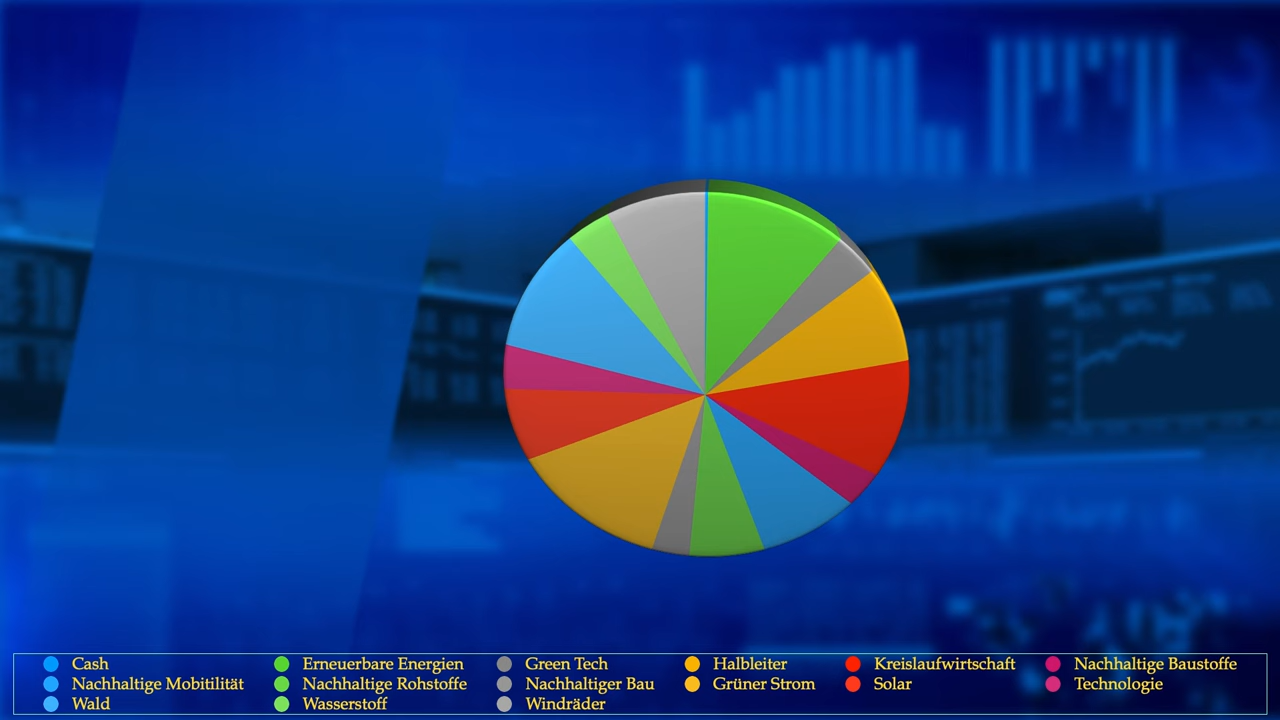 Cash Erneuerbare Energien Green Tech Halbleiter Kreislaufwirtschaft Nachhaltige Baustoffe
Nachhaltige Mobitilität Nachhaltige Rohstoffe Nachhaltiger Bau Grüner Strom Solar Technologie
Wald Wasserstoff Windräder